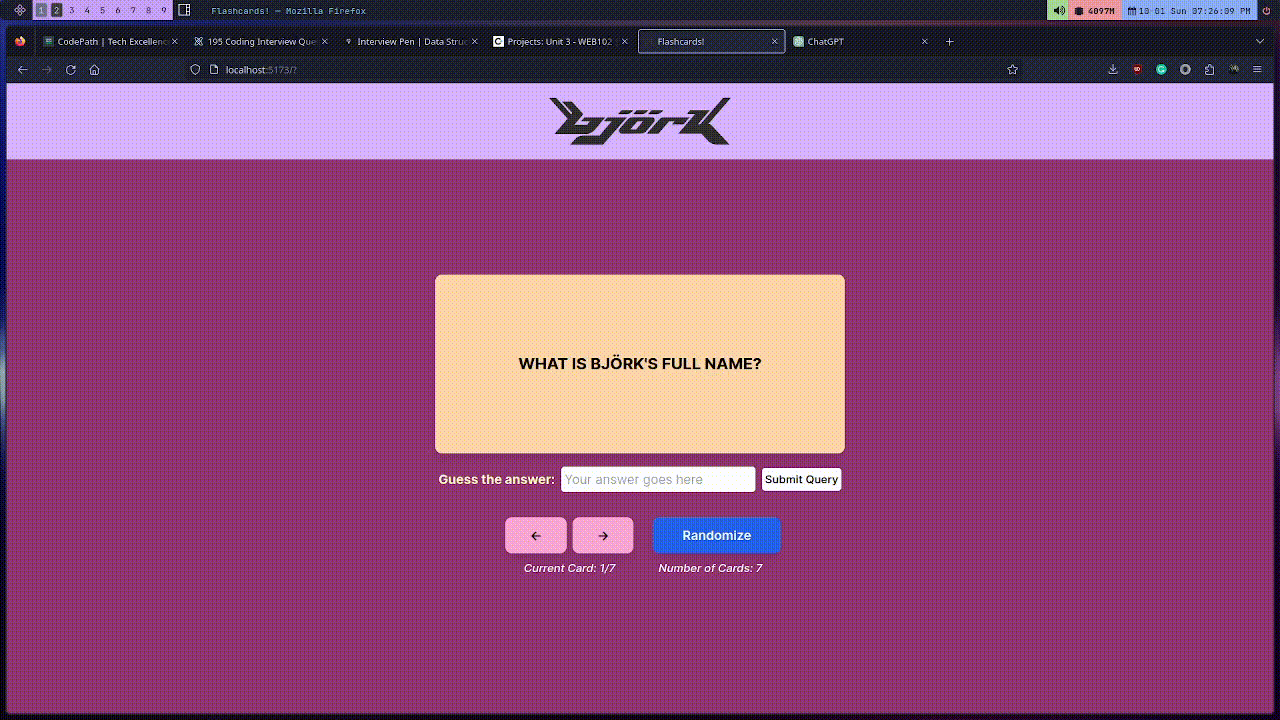 1 2 3 4 5 6 7 8 9 Flashcards! — Mozilla Firefox 4097M 10-01 Sun 07:26:09 PM
CodePath | Tech Excellenc 195 Coding Interview Que Interview Pen | Data Struc Projects: Unit 3 - WEB102 Flashcards! ChatGPT
localhost:5173/?
björk
WHAT IS BJÖRK'S FULL NAME?
Guess the answer: Your answer goes here Submit Query
← → Randomize
Current Card: 1/7 Number of Cards: 7